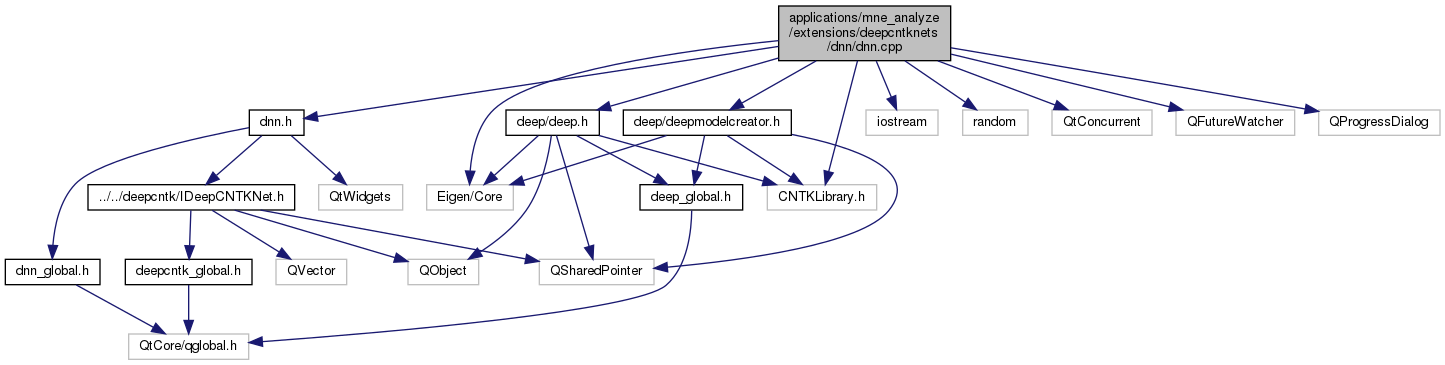 applications/mne_analyze
/extensions/deepcntknets
/dnn/dnn.cpp
dnn.h
deep/deep.h
deep/deepmodelcreator.h
iostream
random
QtConcurrent
QFutureWatcher
QProgressDialog
../../deepcntk/IDeepCNTKNet.h
QtWidgets
Eigen/Core
deep_global.h
CNTKLibrary.h
dnn_global.h
deepcntk_global.h
QVector
QObject
QSharedPointer
QtCore/qglobal.h